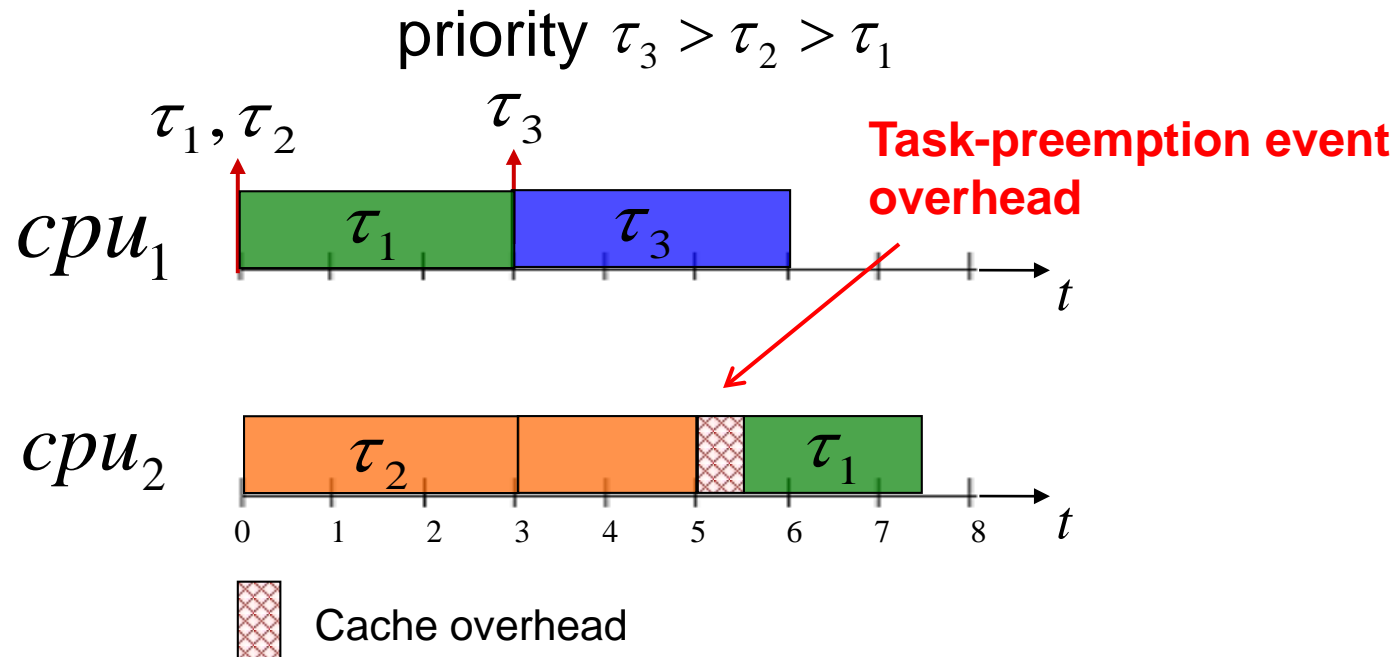 priority τ₃ > τ₂ > τ₁
τ₁, τ₂
τ₃
Task-preemption event
overhead
cpu₁
τ₁
τ₃
t
cpu₂
τ₂
τ₁
0 1 2 3 4 5 6 7 8
t
Cache overhead